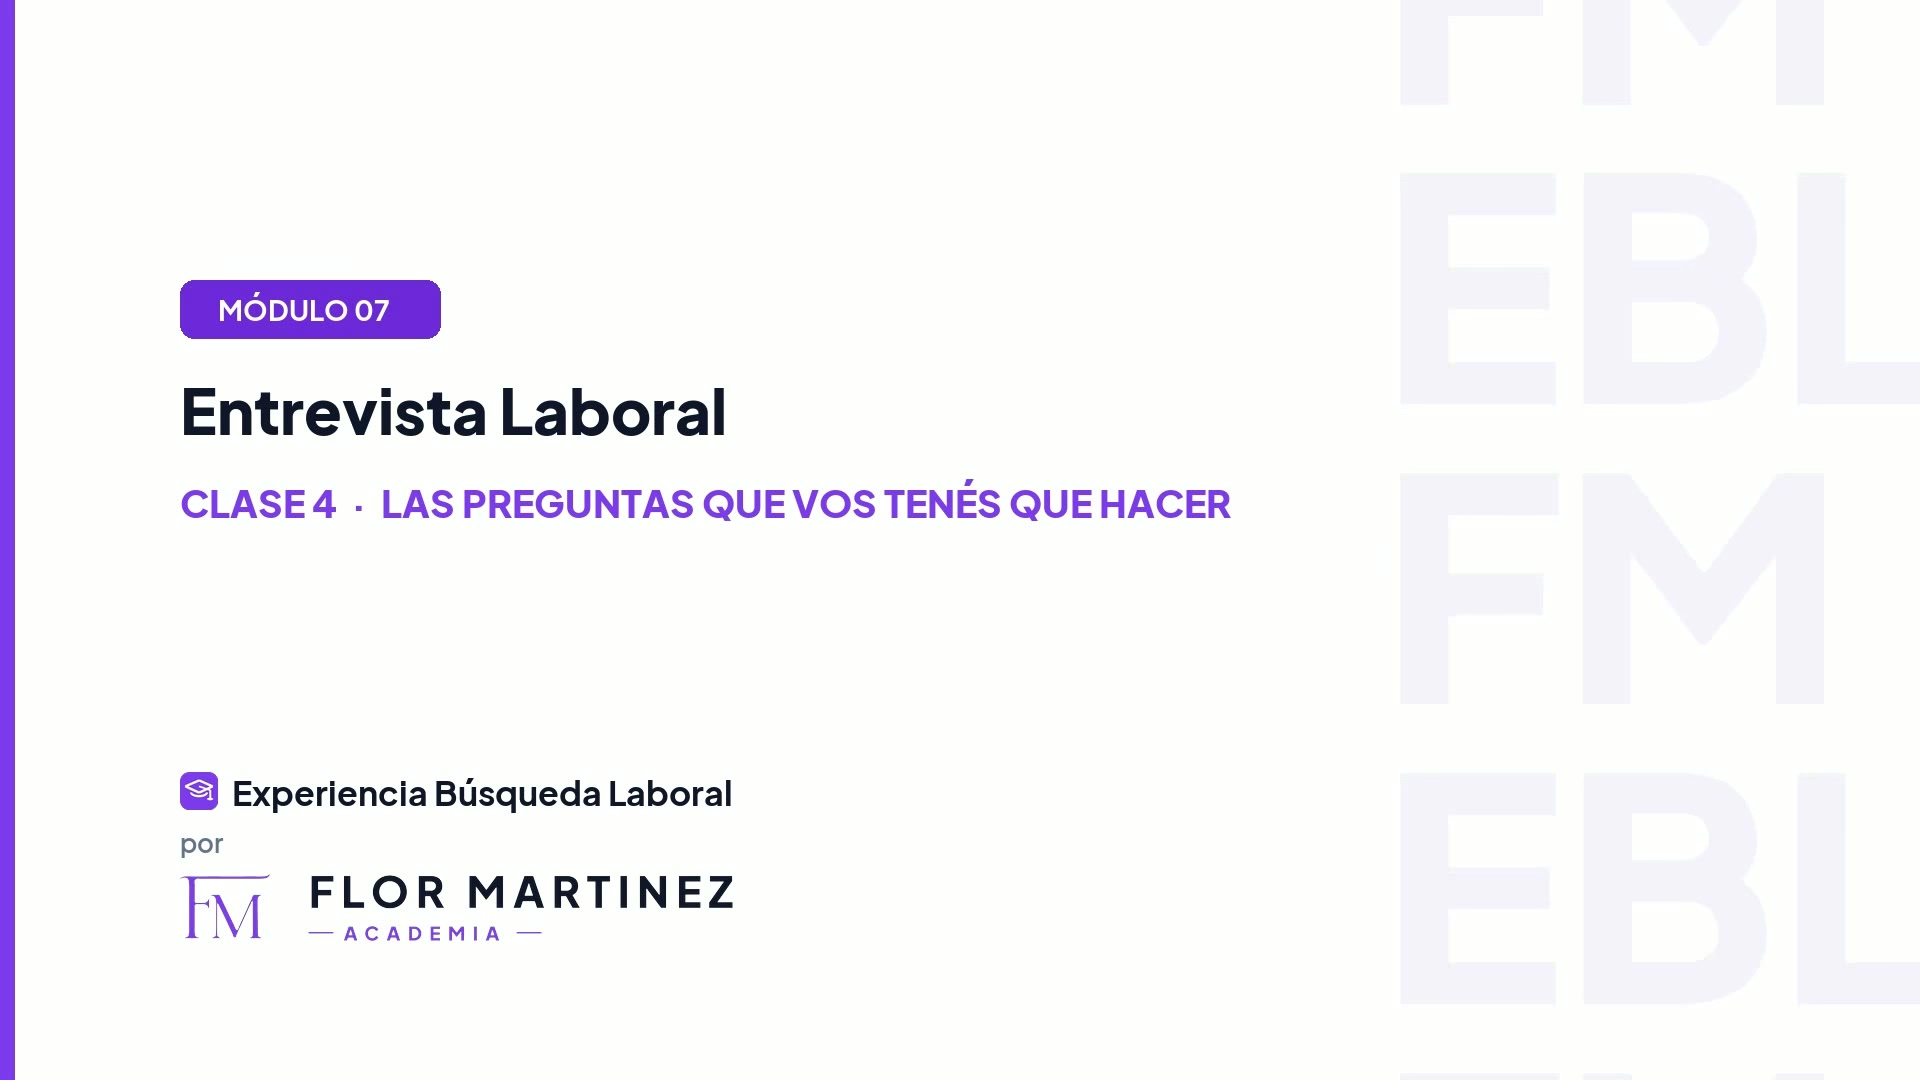 MÓDULO 07
Entrevista Laboral
CLASE 4 · LAS PREGUNTAS QUE VOS TENÉS QUE HACER
Experiencia Búsqueda Laboral
por
FM FLOR MARTINEZ
— ACADEMIA —
FM
EBL
FM
EBL